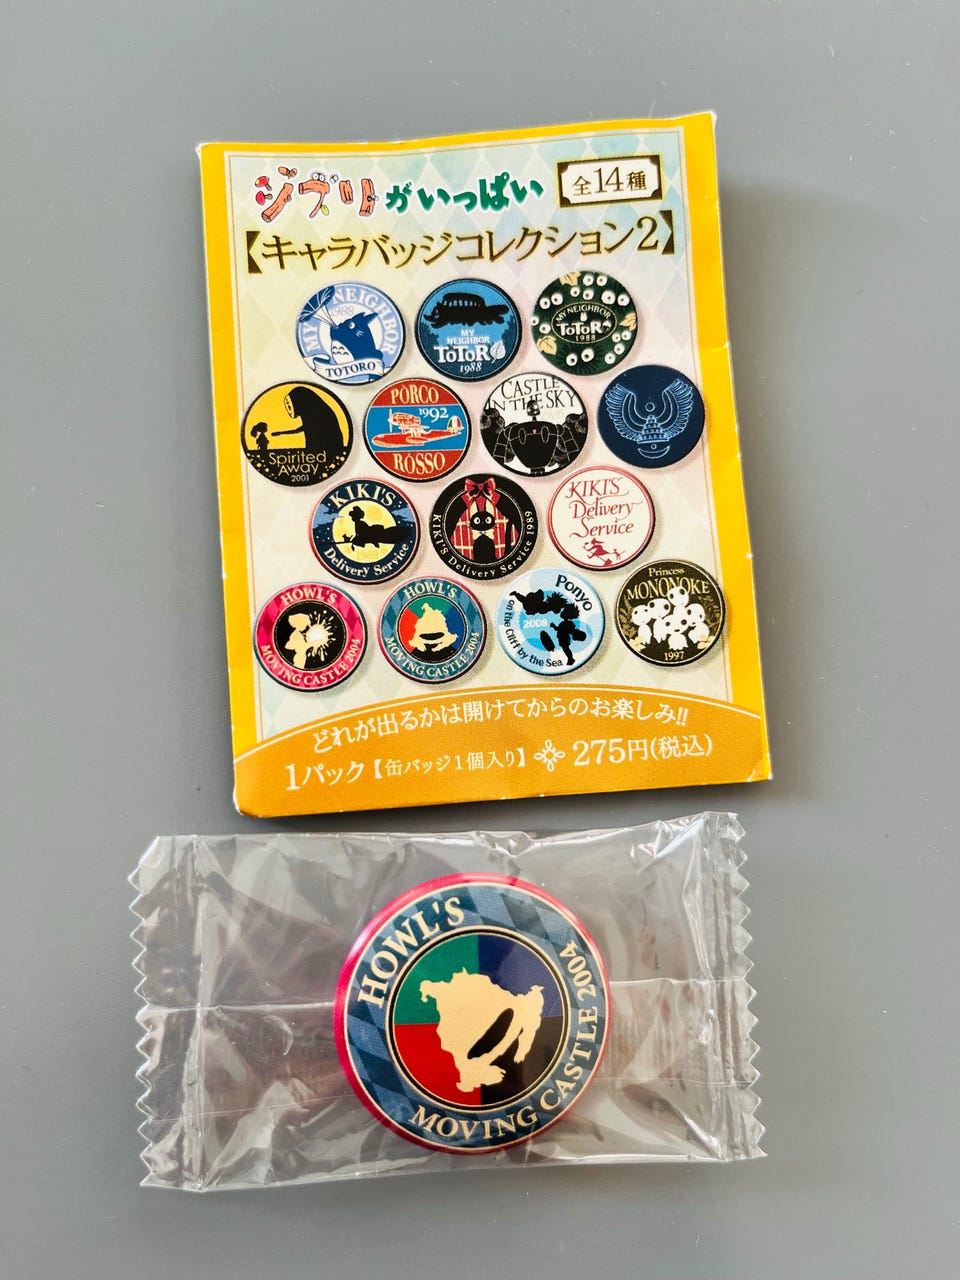 ジブリがいっぱい
全14種
【キャラバッジコレクション2】
MY NEIGHBOR
1988
TOTORO
MY
NEIGHBOR
ToToRo
1988
MY NEIGHBOR
ToToRo
1988
Spirited
Away
2001
PORCO
1992
ROSSO
CASTLE
IN THE SKY
KIKI'S
1989
Delivery Service
KIKI'S Delivery Service 1989
KIKI'S
Delivery
Service
HOWL'S
MOVING CASTLE 2004
HOWL'S
MOVING CASTLE 2004
Ponyo
2008
on the Cliff by the Sea
Princess
MONONOKE
1997
どれが出るかは開けてからのお楽しみ!!
1パック【缶バッジ1個入り】 275円(税込)
HOWL'S
MOVING CASTLE 2004